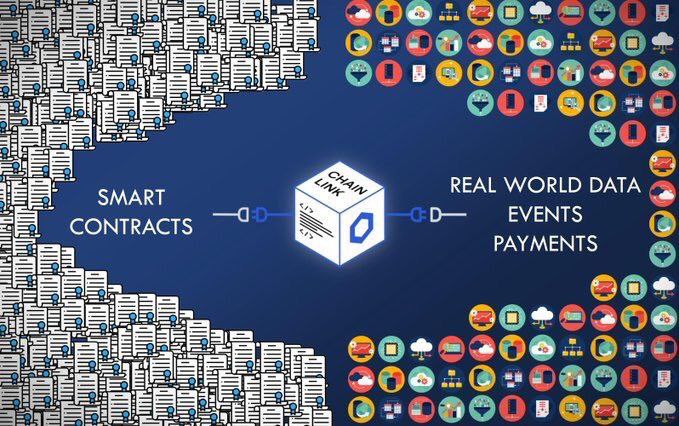 SMART
CONTRACTS
CHAIN
LINK
</>
</>
REAL WORLD DATA
EVENTS
PAYMENTS